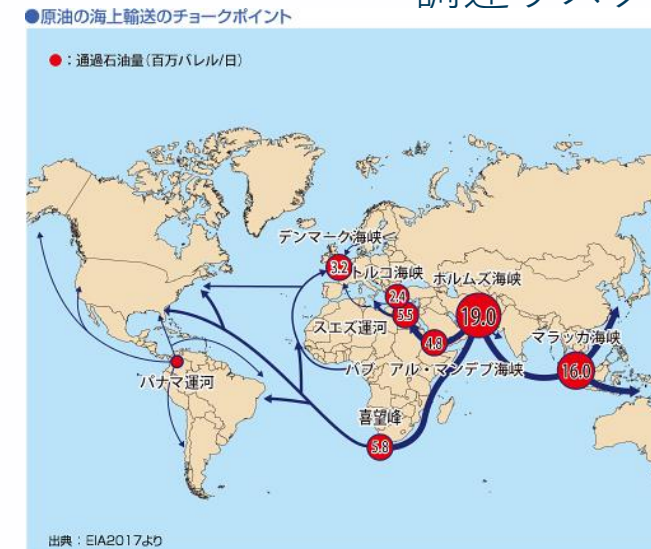 ●原油の海上輸送のチョークポイント
●：通過石油量（百万バレル/日）
デンマーク海峡
3.2
トルコ海峡
ホルムズ海峡
2.4
5.5
19.0
スエズ運河
4.8
マラッカ海峡
バブ アル・マンデブ海峡
16.0
パナマ運河
喜望峰
5.8
出典：EIA2017より